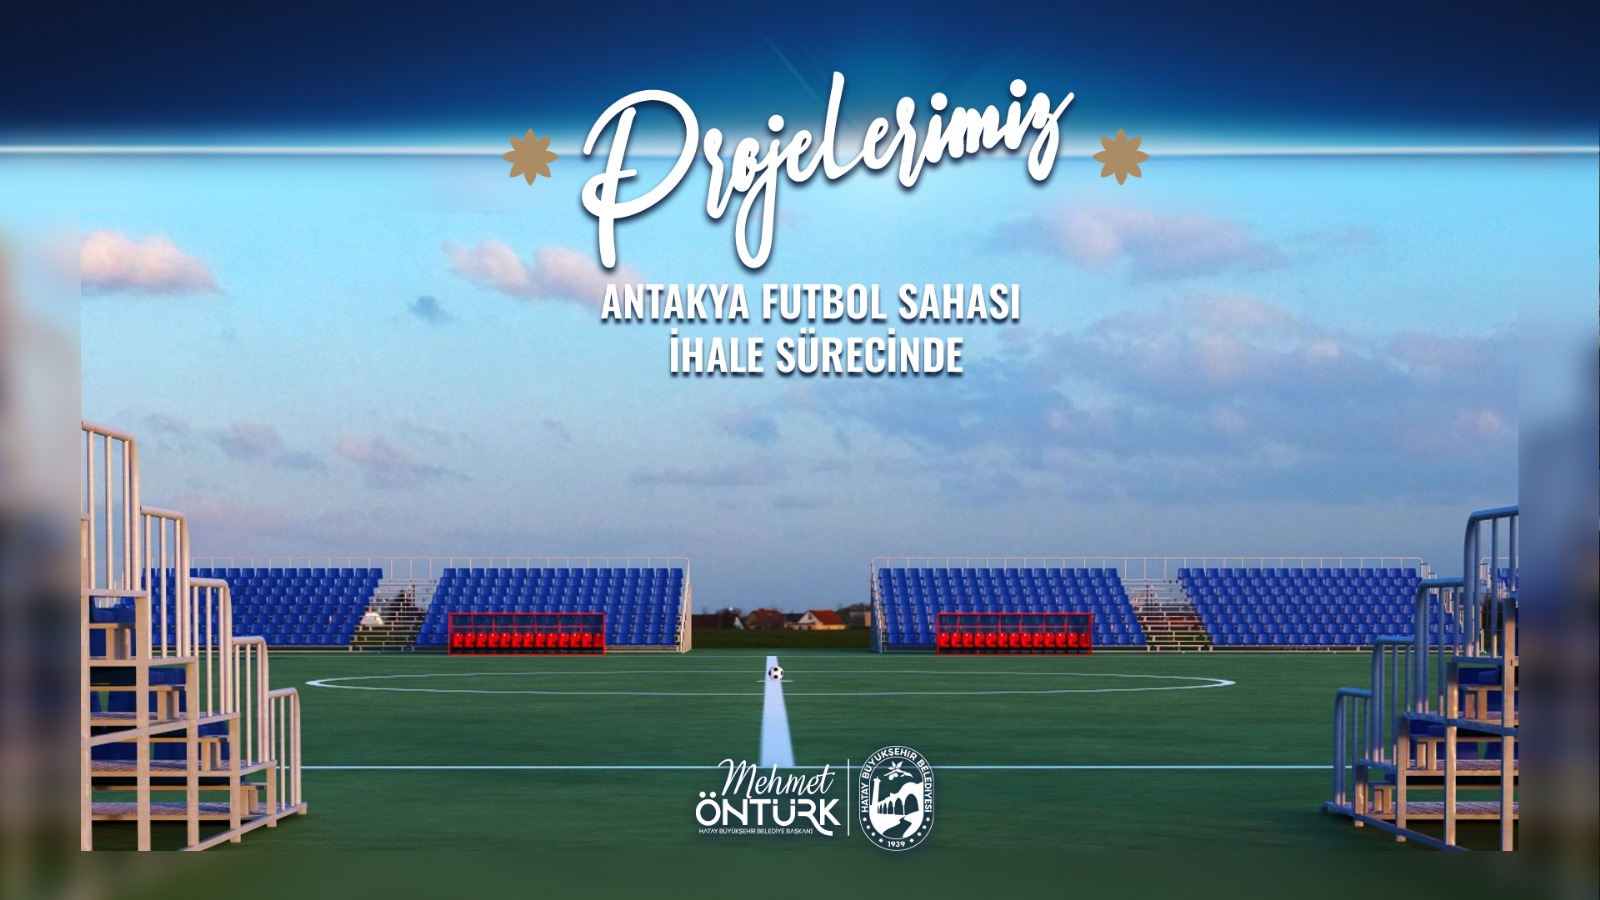 Projelerimiz
ANTAKYA FUTBOL SAHASI
İHALE SÜRECİNDE
Mehmet
ÖNTÜRK
HATAY BÜYÜKŞEHİR BELEDİYE BAŞKANI
HATAY BÜYÜKŞEHİR BELEDİYESİ
1939